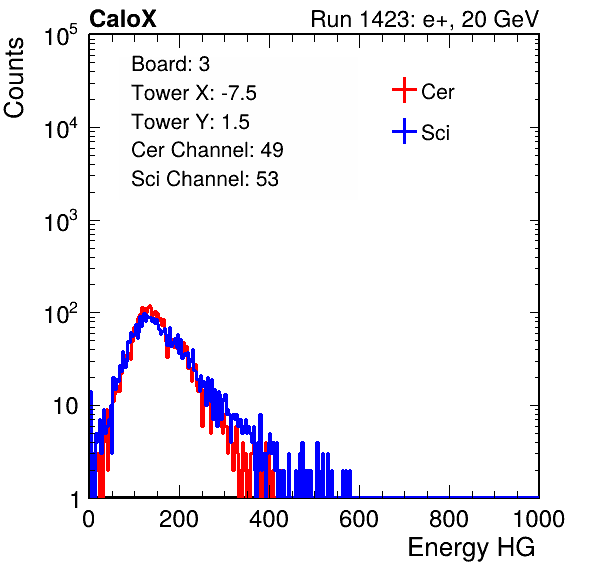 CaloX Run 1423: e+, 20 GeV
Counts
Board: 3
Tower X: -7.5
Tower Y: 1.5
Cer Channel: 49
Sci Channel: 53
Cer
Sci
10^5
10^4
10^3
10^2
10
1
0 200 400 600 800 1000
Energy HG